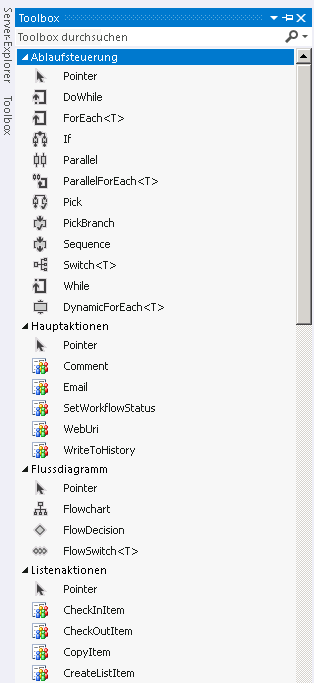 Toolbox
Toolbox durchsuchen
Server-Explorer
Toolbox
Ablaufsteuerung
Pointer
DoWhile
ForEach<T>
If
Parallel
ParallelForEach<T>
Pick
PickBranch
Sequence
Switch<T>
While
DynamicForEach<T>
Hauptaktionen
Pointer
Comment
Email
SetWorkflowStatus
WebUri
WriteToHistory
Flussdiagramm
Pointer
Flowchart
FlowDecision
FlowSwitch<T>
Listenaktionen
Pointer
CheckInItem
CheckOutItem
CopyItem
CreateListItem